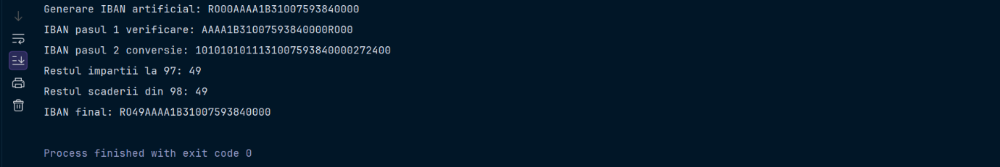 Generare IBAN artificial: RO00AAAA1B31007593840000
IBAN pasul 1 verificare: AAAA1B31007593840000RO00
IBAN pasul 2 conversie: 1010101011131007593840000272400
Restul impartii la 97: 49
Restul scaderii din 98: 49
IBAN final: RO49AAAA1B31007593840000
Process finished with exit code 0